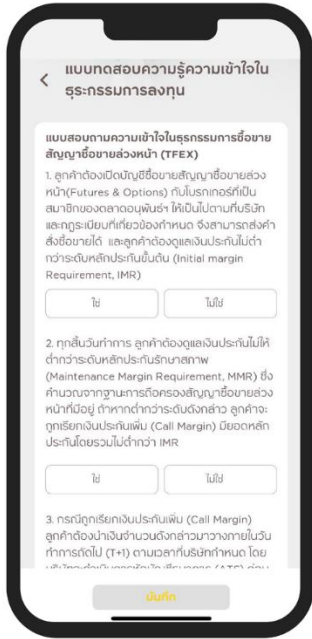 แบบทดสอบความรู้ความเข้าใจใน
ธุระกรรมการลงทุน
แบบสอบถามความเข้าใจในธุรกรรมการซื้อขาย
สัญญาซื้อขายล่วงหน้า (TFEX)
1. ลูกค้าต้องเปิดบัญชีซื้อขายสัญญาซื้อขายล่วง
หน้า(Futures & Options) กับโบรกเกอร์ที่เป็น
สมาชิกของตลาดอนุพันธ์ฯ ให้เป็นไปตามที่บริษัท
และกฎระเบียบที่เกี่ยวข้องกำหนด จึงสามารถส่งคำ
สั่งซื้อขายได้ และลูกค้าต้องดูแลเงินประกันไม่ต่ำ
กว่าระดับหลักประกันขั้นต้น (Initial margin
Requirement, IMR)
ใช่
ไม่ใช่
2. ทุกสิ้นวันทำการ ลูกค้าต้องดูแลเงินประกันไม่ให้
ต่ำกว่าระดับหลักประกันรักษาสภาพ
(Maintenance Margin Requirement, MMR) ซึ่ง
คำนวณจากฐานะการถือครองสัญญาซื้อขายล่วง
หน้าที่มีอยู่ ถ้าหากต่ำกว่าระดับดังกล่าว ลูกค้าจะ
ถูกเรียกเงินประกันเพิ่ม (Call Margin) มียอดหลัก
ประกันโดยรวมไม่ต่ำกว่า IMR
ใช่
ไม่ใช่
3. กรณีถูกเรียกเงินประกันเพิ่ม (Call Margin)
ลูกค้าต้องนำเงินจำนวนดังกล่าวมาวางภายในวัน
ทำการถัดไป (T+1) ตามเวลาที่บริษัทกำหนด โดย
บันทึก